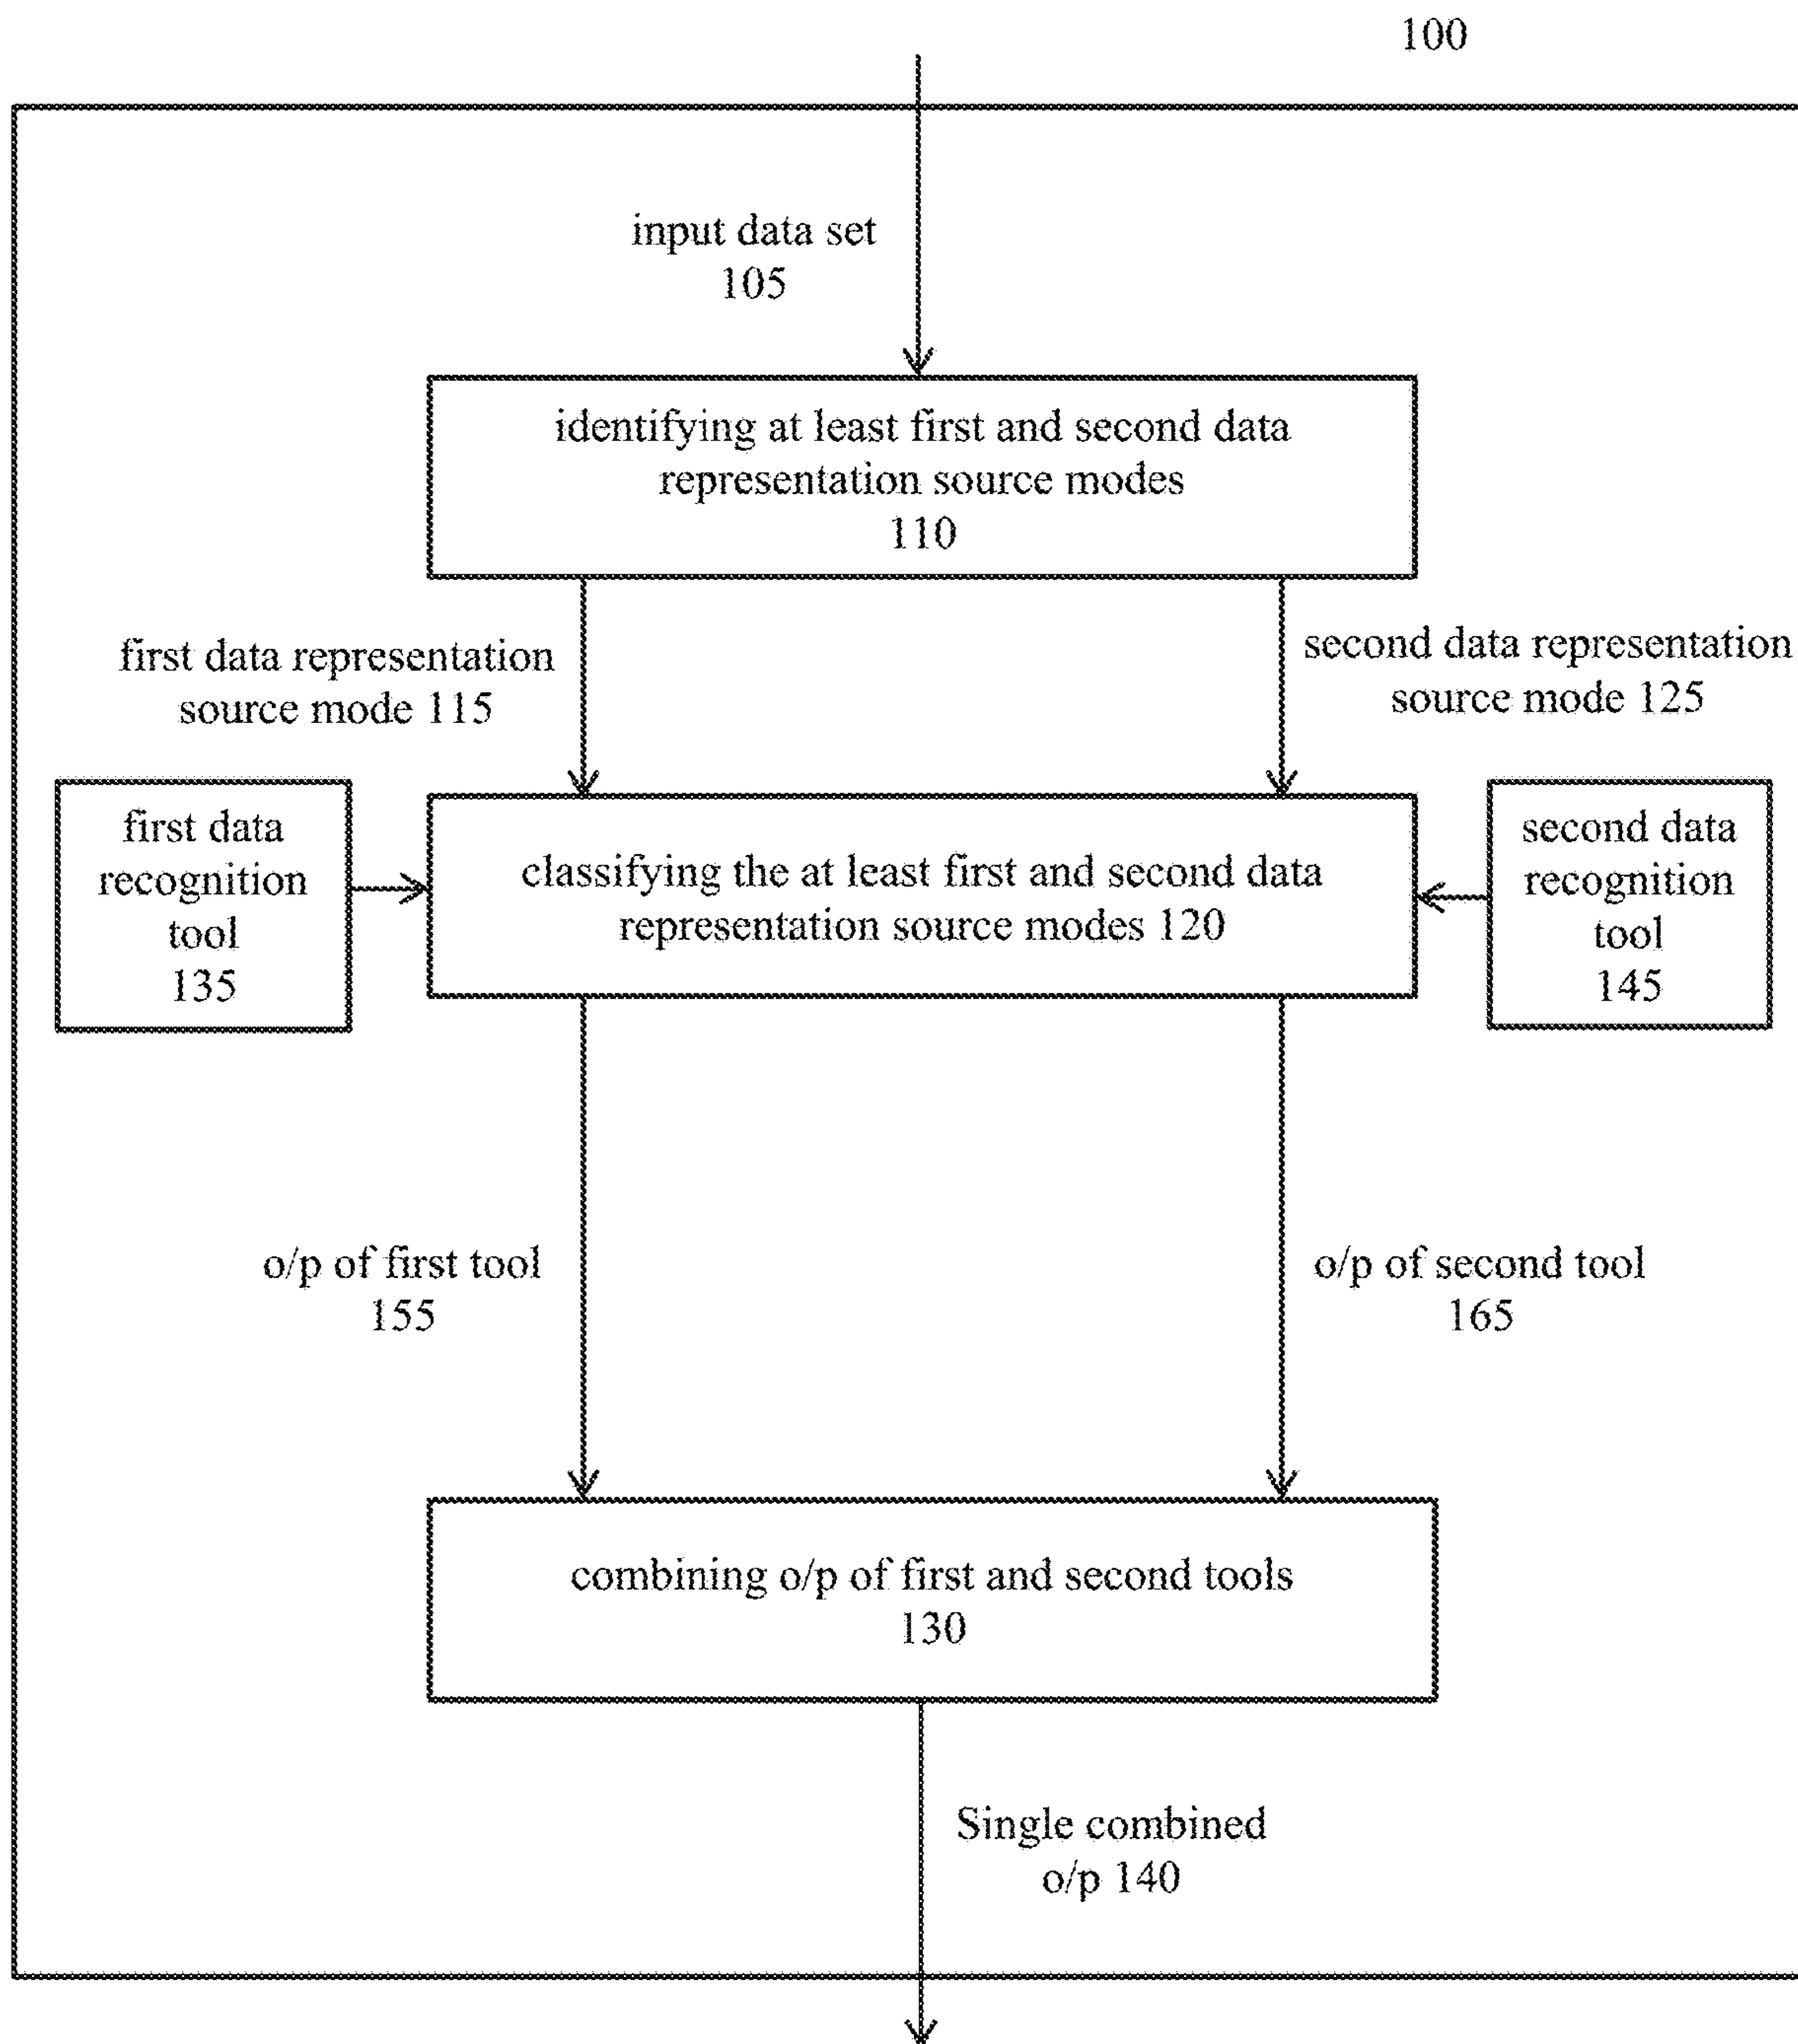 100
input data set
105
identifying at least first and second data
representation source modes
110
first data representation
source mode 115
second data representation
source mode 125
first data
recognition
tool
135
classifying the at least first and second data
representation source modes 120
second data
recognition
tool
145
o/p of first tool
155
o/p of second tool
165
combining o/p of first and second tools
130
Single combined
o/p 140